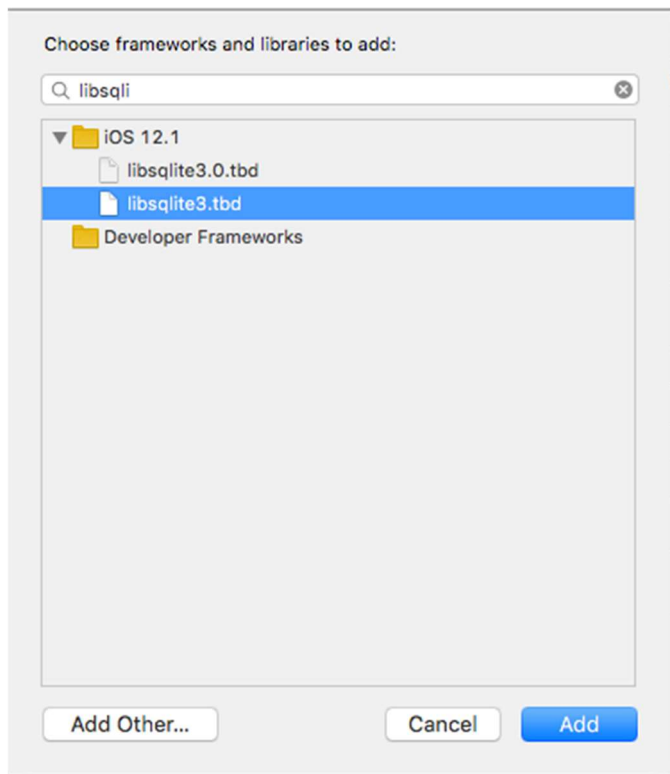 Choose frameworks and libraries to add:
libsqli
iOS 12.1
libsqlite3.0.tbd
libsqlite3.tbd
Developer Frameworks
Add Other... Cancel Add